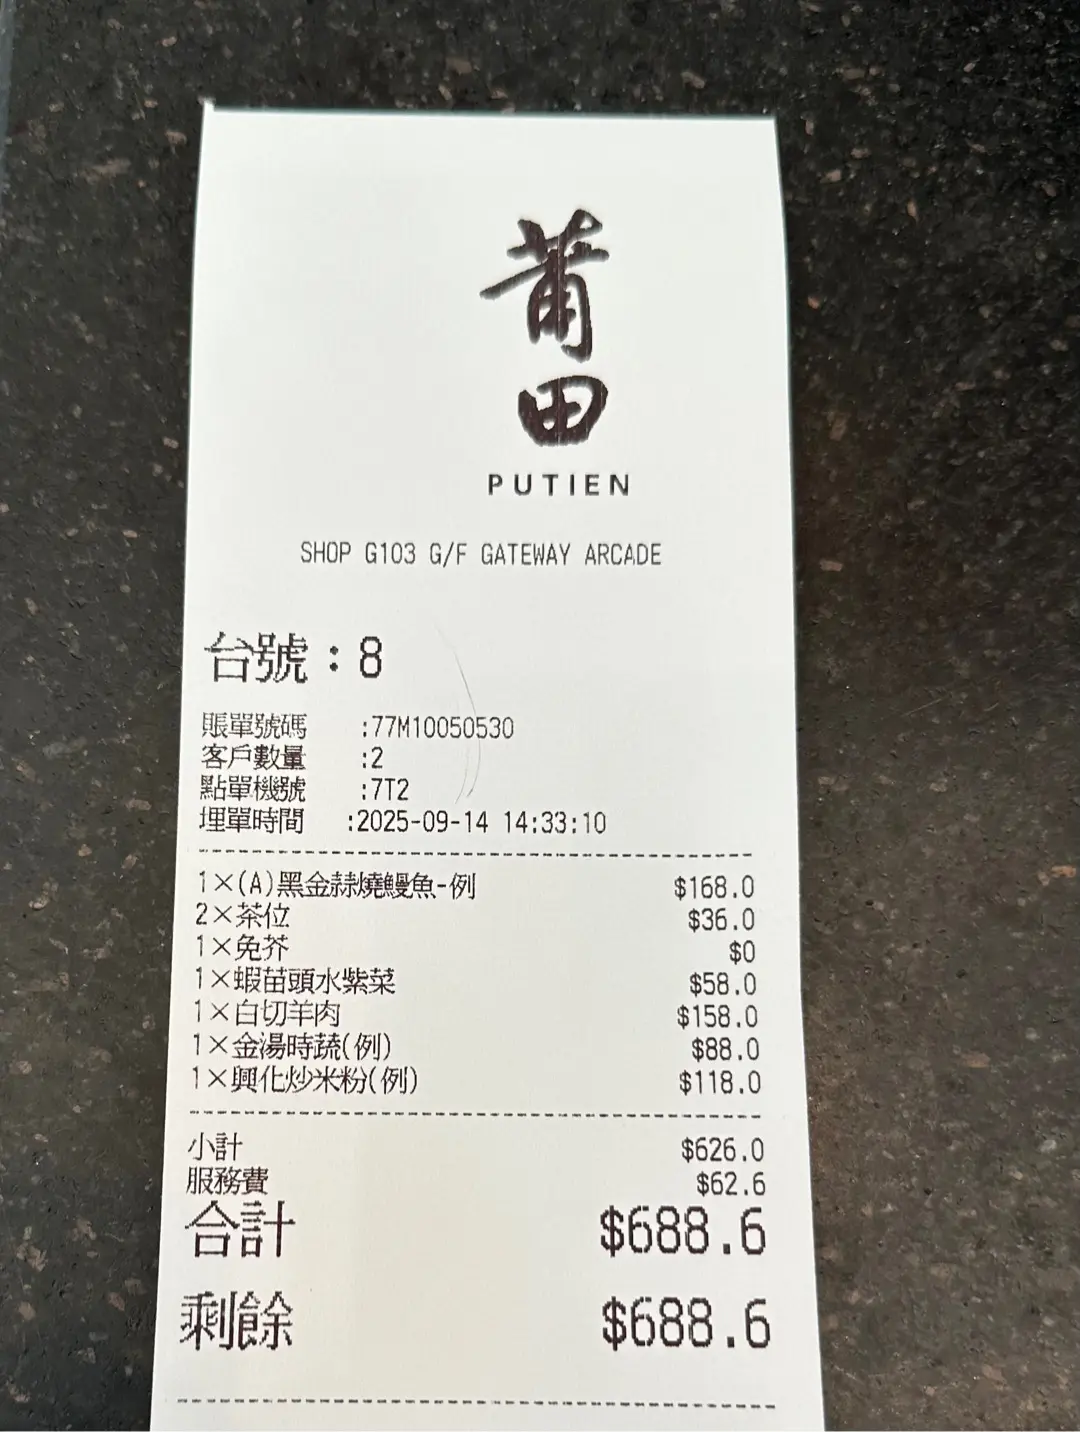 莆
田
PUTIEN
SHOP G103 G/F GATEWAY ARCADE
台號：8
賬單號碼 :77M10050530
客戶數量 :2
點單機號 :7T2
埋單時間 :2025-09-14 14:33:10
1×(A)黑金蒜燒鰻魚-例 $168.0
2×茶位 $36.0
1×免芥 $0
1×蝦苗頭水紫菜 $58.0
1×白切羊肉 $158.0
1×金湯時蔬(例) $88.0
1×興化炒米粉(例) $118.0
小計 $626.0
服務費 $62.6
合計 $688.6
剩餘 $688.6